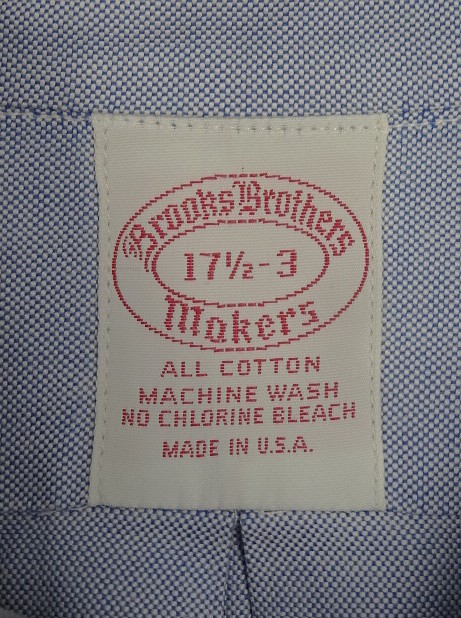 Brooks Brothers
17½-3
Makers
ALL COTTON
MACHINE WASH
NO CHLORINE BLEACH
MADE IN U.S.A.